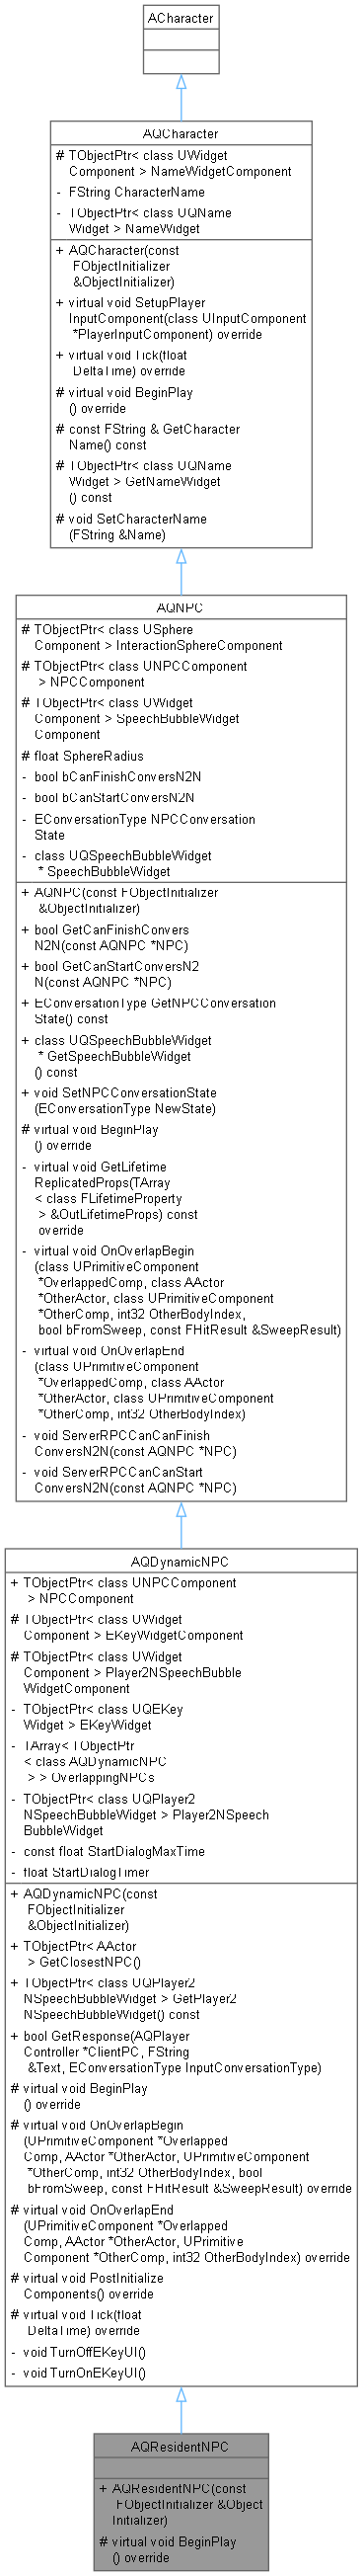 ACharacter
AQCharacter
# TObjectPtr< class UWidget
Component > NameWidgetComponent
- FString CharacterName
- TObjectPtr< class UQName
Widget > NameWidget
+ AQCharacter(const
FObjectInitializer
&ObjectInitializer)
+ virtual void SetupPlayer
InputComponent(class UInputComponent
*PlayerInputComponent) override
+ virtual void Tick(float
DeltaTime) override
# virtual void BeginPlay
() override
# const FString & GetCharacter
Name() const
# TObjectPtr< class UQName
Widget > GetNameWidget
() const
# void SetCharacterName
(FString &Name)
AQNPC
# TObjectPtr< class USphere
Component > InteractionSphereComponent
# TObjectPtr< class UNPCComponent
> NPCComponent
# TObjectPtr< class UWidget
Component > SpeechBubbleWidget
Component
# float SphereRadius
- bool bCanFinishConversN2N
- bool bCanStartConversN2N
- EConversationType NPCConversation
State
- class UQSpeechBubbleWidget
* SpeechBubbleWidget
+ AQNPC(const FObjectInitializer
&ObjectInitializer)
+ bool GetCanFinishConvers
N2N(const AQNPC *NPC)
+ bool GetCanStartConversN2
N(const AQNPC *NPC)
+ EConversationType GetNPCConversation
State() const
+ class UQSpeechBubbleWidget
* GetSpeechBubbleWidget
() const
+ void SetNPCConversationState
(EConversationType NewState)
# virtual void BeginPlay
() override
- virtual void GetLifetime
ReplicatedProps(TArray
< class FLifetimeProperty
> &OutLifetimeProps) const
override
- virtual void OnOverlapBegin
(class UPrimitiveComponent
*OverlappedComp, class AActor
*OtherActor, class UPrimitiveComponent
*OtherComp, int32 OtherBodyIndex,
bool bFromSweep, const FHitResult &SweepResult)
- virtual void OnOverlapEnd
(class UPrimitiveComponent
*OverlappedComp, class AActor
*OtherActor, class UPrimitiveComponent
*OtherComp, int32 OtherBodyIndex)
- void ServerRPCCanCanFinish
ConversN2N(const AQNPC *NPC)
- void ServerRPCCanCanStart
ConversN2N(const AQNPC *NPC)
AQDynamicNPC
+ TObjectPtr< class UNPCComponent
> NPCComponent
# TObjectPtr< class UWidget
Component > EKeyWidgetComponent
# TObjectPtr< class UWidget
Component > Player2NSpeechBubble
WidgetComponent
- TObjectPtr< class UQEKey
Widget > EKeyWidget
- TArray< TObjectPtr
< class AQDynamicNPC
> > OverlappingNPCs
- TObjectPtr< class UQPlayer2
NSpeechBubbleWidget > Player2NSpeech
BubbleWidget
- const float StartDialogMaxTime
- float StartDialogTimer
+ AQDynamicNPC(const
FObjectInitializer
&ObjectInitializer)
+ TObjectPtr< AActor
> GetClosestNPC()
+ TObjectPtr< class UQPlayer2
NSpeechBubbleWidget > GetPlayer2
NSpeechBubbleWidget() const
+ bool GetResponse(AQPlayer
Controller *ClientPC, FString
&Text, EConversationType InputConversationType)
# virtual void BeginPlay
() override
# virtual void OnOverlapBegin
(UPrimitiveComponent *Overlapped
Comp, AActor *OtherActor, UPrimitiveComponent
*OtherComp, int32 OtherBodyIndex, bool
bFromSweep, const FHitResult &SweepResult) override
# virtual void OnOverlapEnd
(UPrimitiveComponent *Overlapped
Comp, AActor *OtherActor, UPrimitive
Component *OtherComp, int32 OtherBodyIndex) override
# virtual void PostInitialize
Components() override
# virtual void Tick(float
DeltaTime) override
- void TurnOffEKeyUI()
- void TurnOnEKeyUI()
AQResidentNPC
+ AQResidentNPC(const
FObjectInitializer &Object
Initializer)
# virtual void BeginPlay
() override